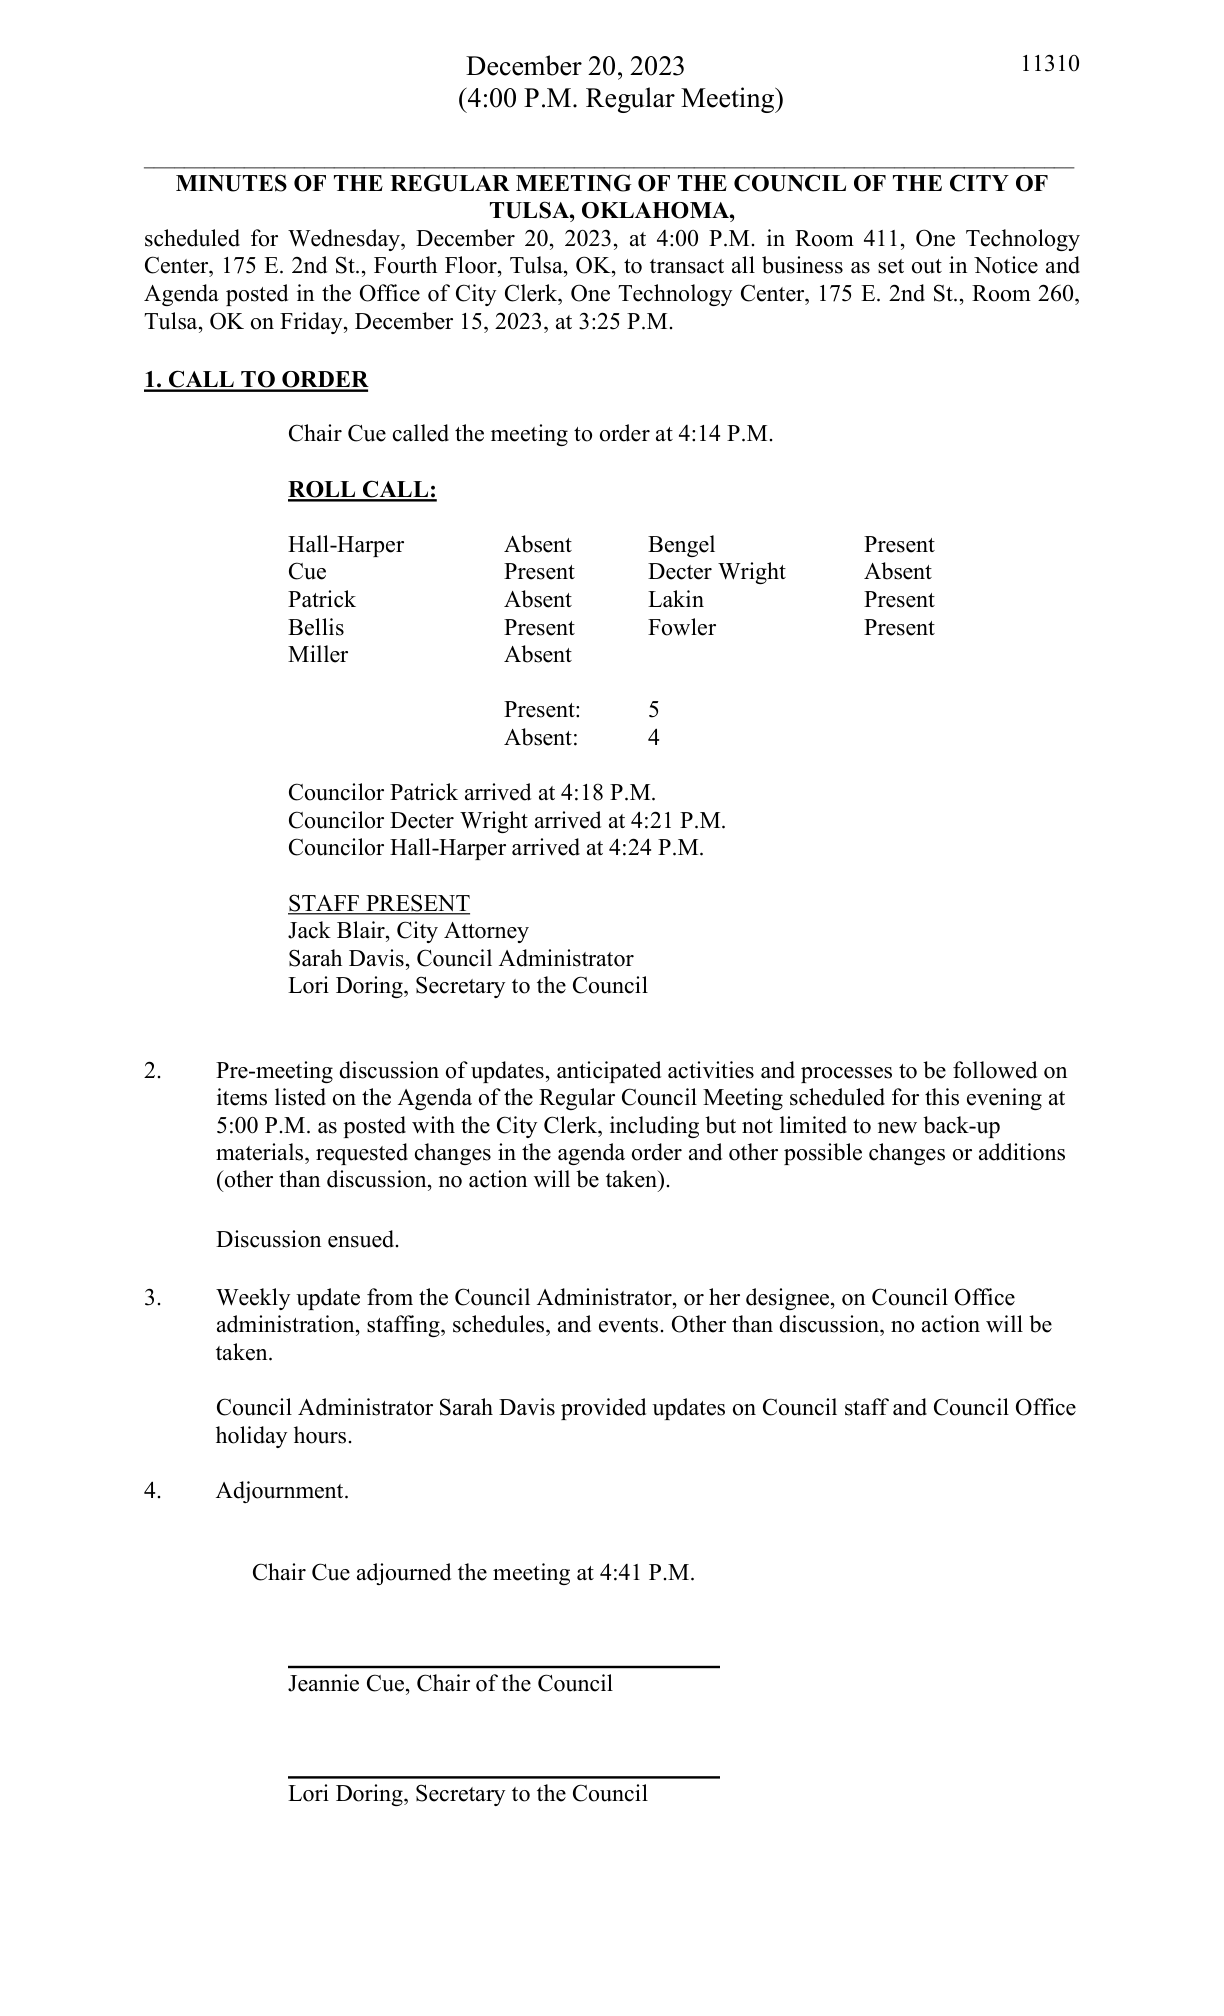 December 20, 2023 11310
(4:00 P.M. Regular Meeting)
MINUTES OF THE REGULAR MEETING OF THE COUNCIL OF THE CITY OF
TULSA, OKLAHOMA,
scheduled for Wednesday, December 20, 2023, at 4:00 P.M. in Room 411, One Technology
Center, 175 E. 2nd St., Fourth Floor, Tulsa, OK, to transact all business as set out in Notice and
Agenda posted in the Office of City Clerk, One Technology Center, 175 E. 2nd St., Room 260,
Tulsa, OK on Friday, December 15, 2023, at 3:25 P.M.
1. CALL TO ORDER
Chair Cue called the meeting to order at 4:14 P.M.
ROLL CALL:
Hall-Harper Absent Bengel Present
Cue Present Decter Wright Absent
Patrick Absent Lakin Present
Bellis Present Fowler Present
Miller Absent
Present: 5
Absent: 4
Councilor Patrick arrived at 4:18 P.M.
Councilor Decter Wright arrived at 4:21 P.M.
Councilor Hall-Harper arrived at 4:24 P.M.
STAFF PRESENT
Jack Blair, City Attorney
Sarah Davis, Council Administrator
Lori Doring, Secretary to the Council
2. Pre-meeting discussion of updates, anticipated activities and processes to be followed on
items listed on the Agenda of the Regular Council Meeting scheduled for this evening at
5:00 P.M. as posted with the City Clerk, including but not limited to new back-up
materials, requested changes in the agenda order and other possible changes or additions
(other than discussion, no action will be taken).
Discussion ensued.
3. Weekly update from the Council Administrator, or her designee, on Council Office
administration, staffing, schedules, and events. Other than discussion, no action will be
taken.
Council Administrator Sarah Davis provided updates on Council staff and Council Office
holiday hours.
4. Adjournment.
Chair Cue adjourned the meeting at 4:41 P.M.
Jeannie Cue, Chair of the Council
Lori Doring, Secretary to the Council